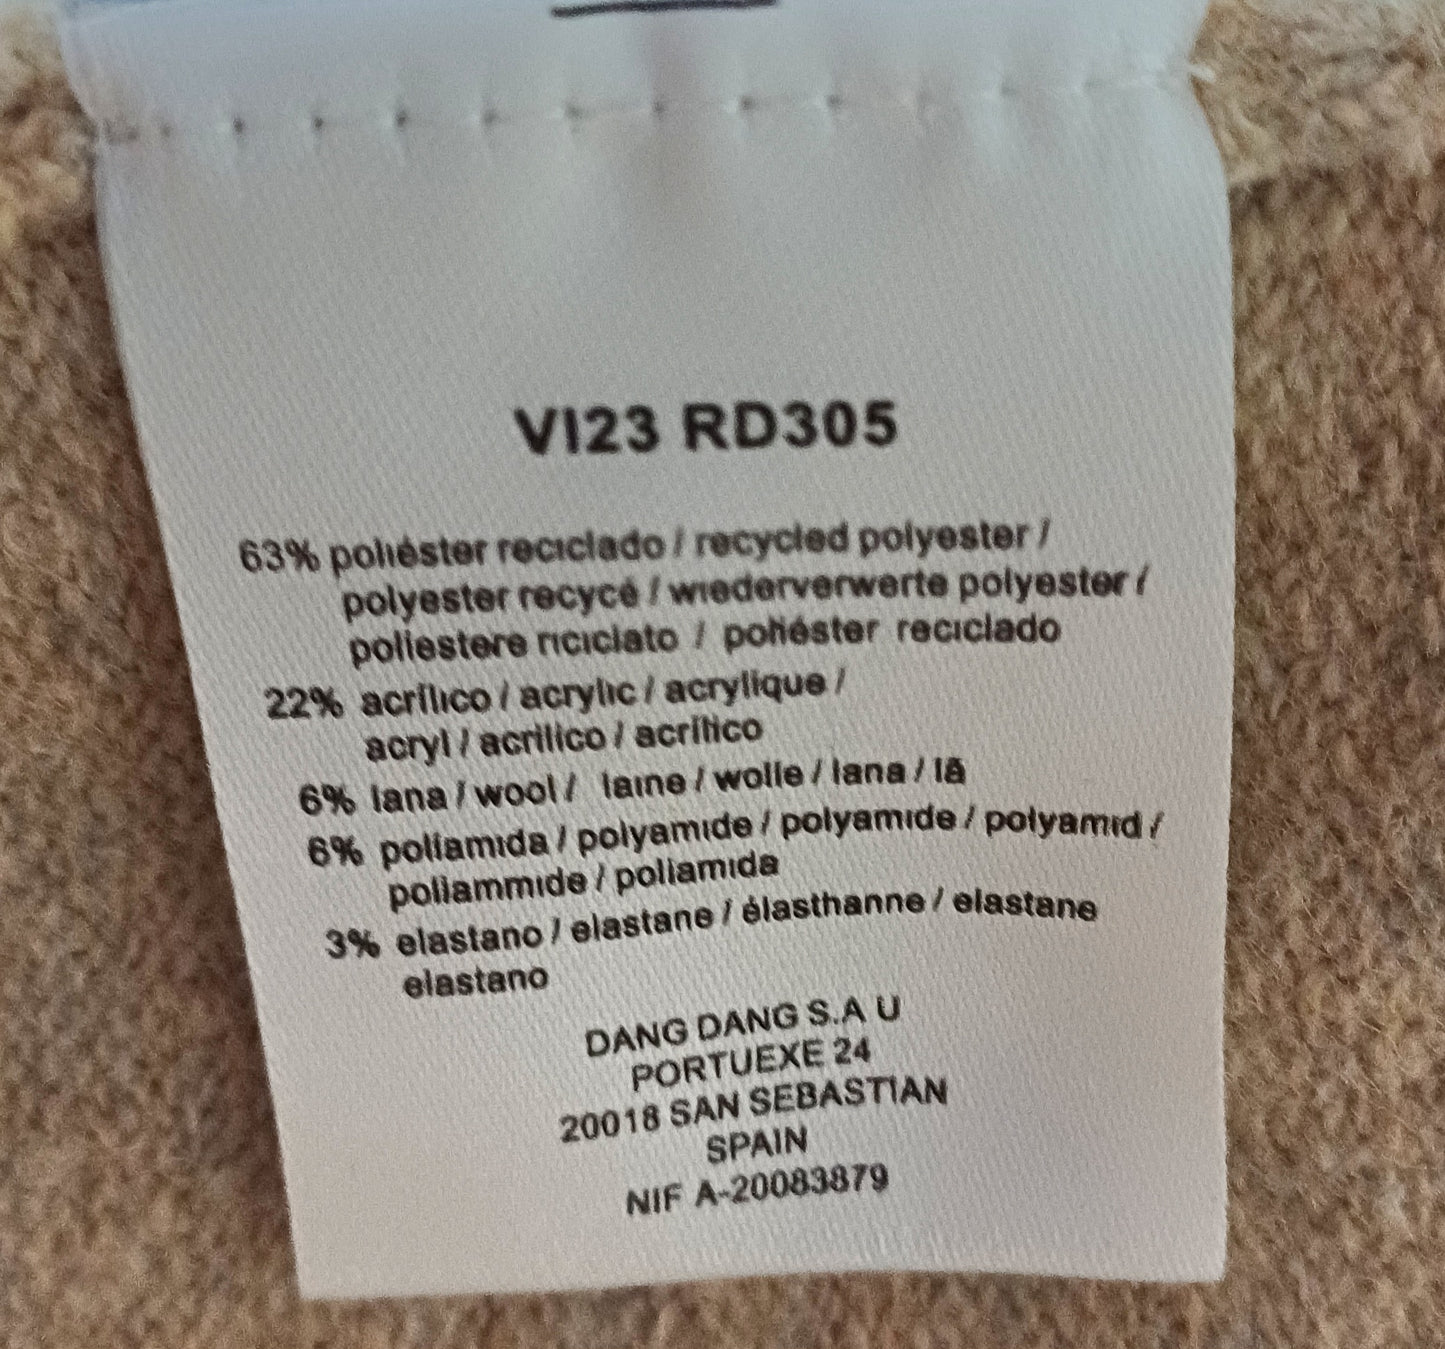 VI23 RD305
63% poliéster reciclado / recycled polyester /
polyester recycé / wiederverwerte polyester /
poliestere riciclato / poliéster reciclado
22% acrílico / acrylic / acrylique /
acryl / acrilico / acrílico
6% lana / wool / laine / wolle / lana / lã
6% poliamida / polyamide / polyamide / polyamid /
poliammide / poliamida
3% elastano / elastane / élasthanne / elastane
elastano
DANG DANG S.A U
PORTUEXE 24
20018 SAN SEBASTIAN
SPAIN
NIF A-20083879